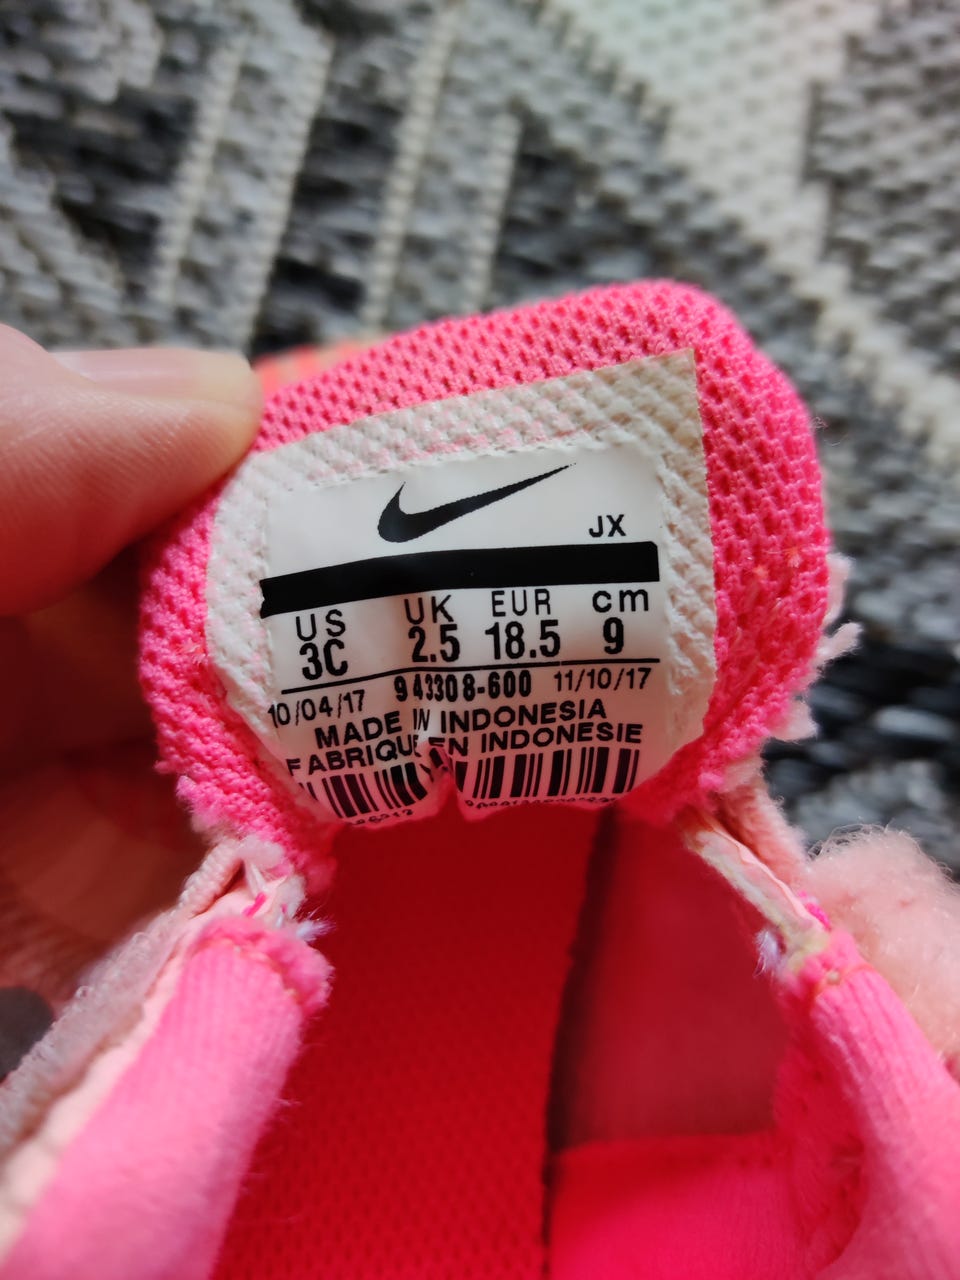 JX
US UK EUR cm
3C 2.5 18.5 9
10/04/17 943308-600 11/10/17
MADE IN INDONESIA
FABRIQUE EN INDONESIE